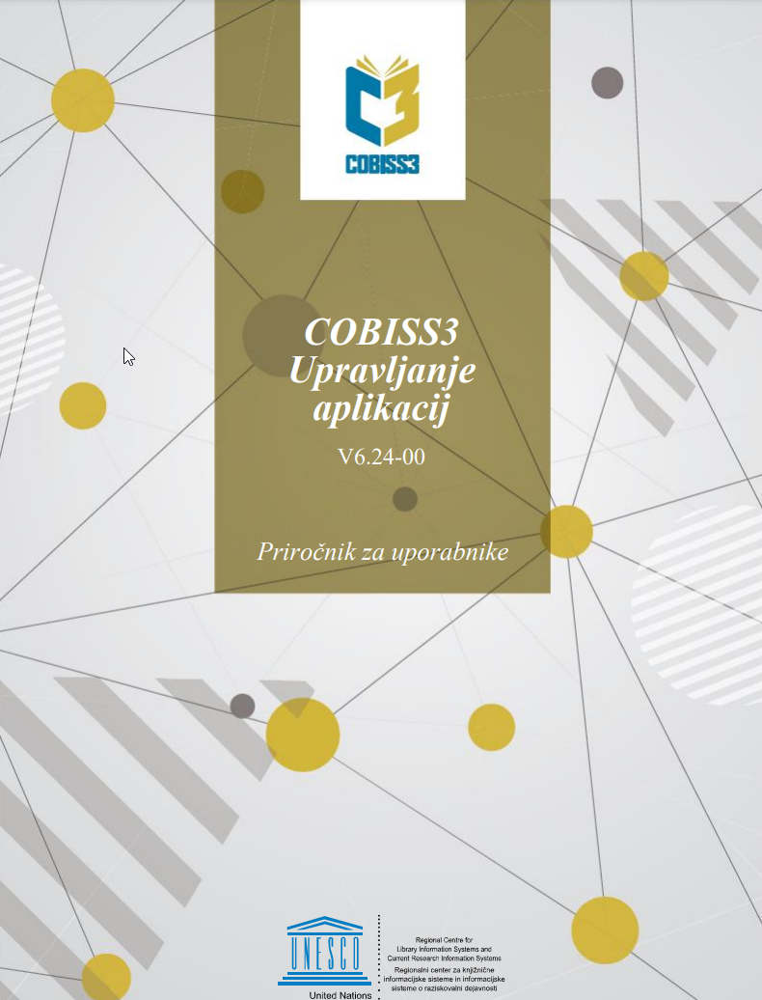 C3
COBISS3
COBISS3
Upravljanje
aplikacij
V6.24-00
Priročnik za uporabnike
UNESCO
United Nations
Regional Centre for
Library Information Systems and
Current Research Information Systems
Regionalni center za knjižnične
informacijske sisteme in informacijske
sisteme o raziskovalni dejavnosti